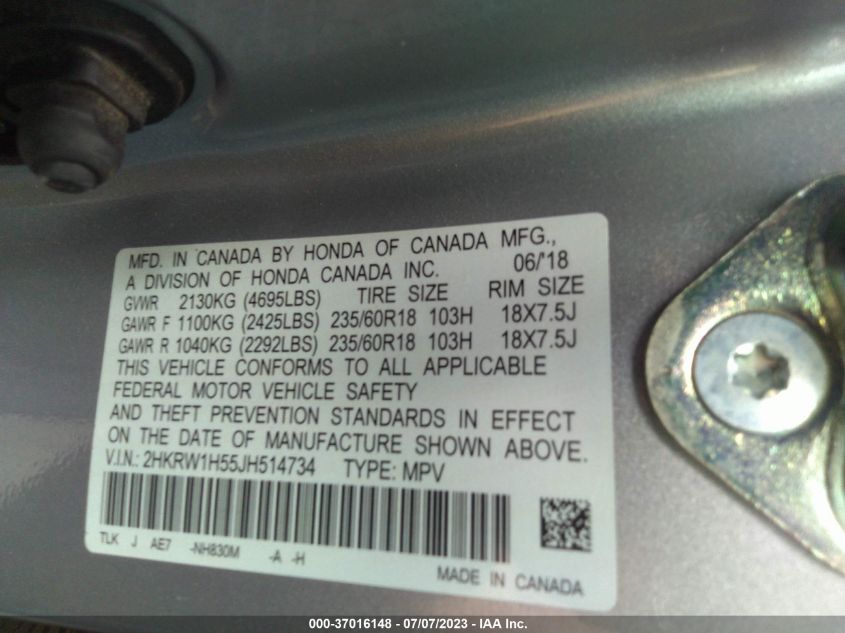 MFD. IN CANADA BY HONDA OF CANADA MFG.,
A DIVISION OF HONDA CANADA INC. 06/'18
GVWR 2130KG (4695LBS) TIRE SIZE RIM SIZE
GAWR F 1100KG (2425LBS) 235/60R18 103H 18X7.5J
GAWR R 1040KG (2292LBS) 235/60R18 103H 18X7.5J
THIS VEHICLE CONFORMS TO ALL APPLICABLE
FEDERAL MOTOR VEHICLE SAFETY
AND THEFT PREVENTION STANDARDS IN EFFECT
ON THE DATE OF MANUFACTURE SHOWN ABOVE.
V.I.N.: 2HKRW1H55JH514734 TYPE: MPV
TLK J AE7 -NH830M -A -H
MADE IN CANADA
000-37016148 - 07/07/2023 - IAA Inc.